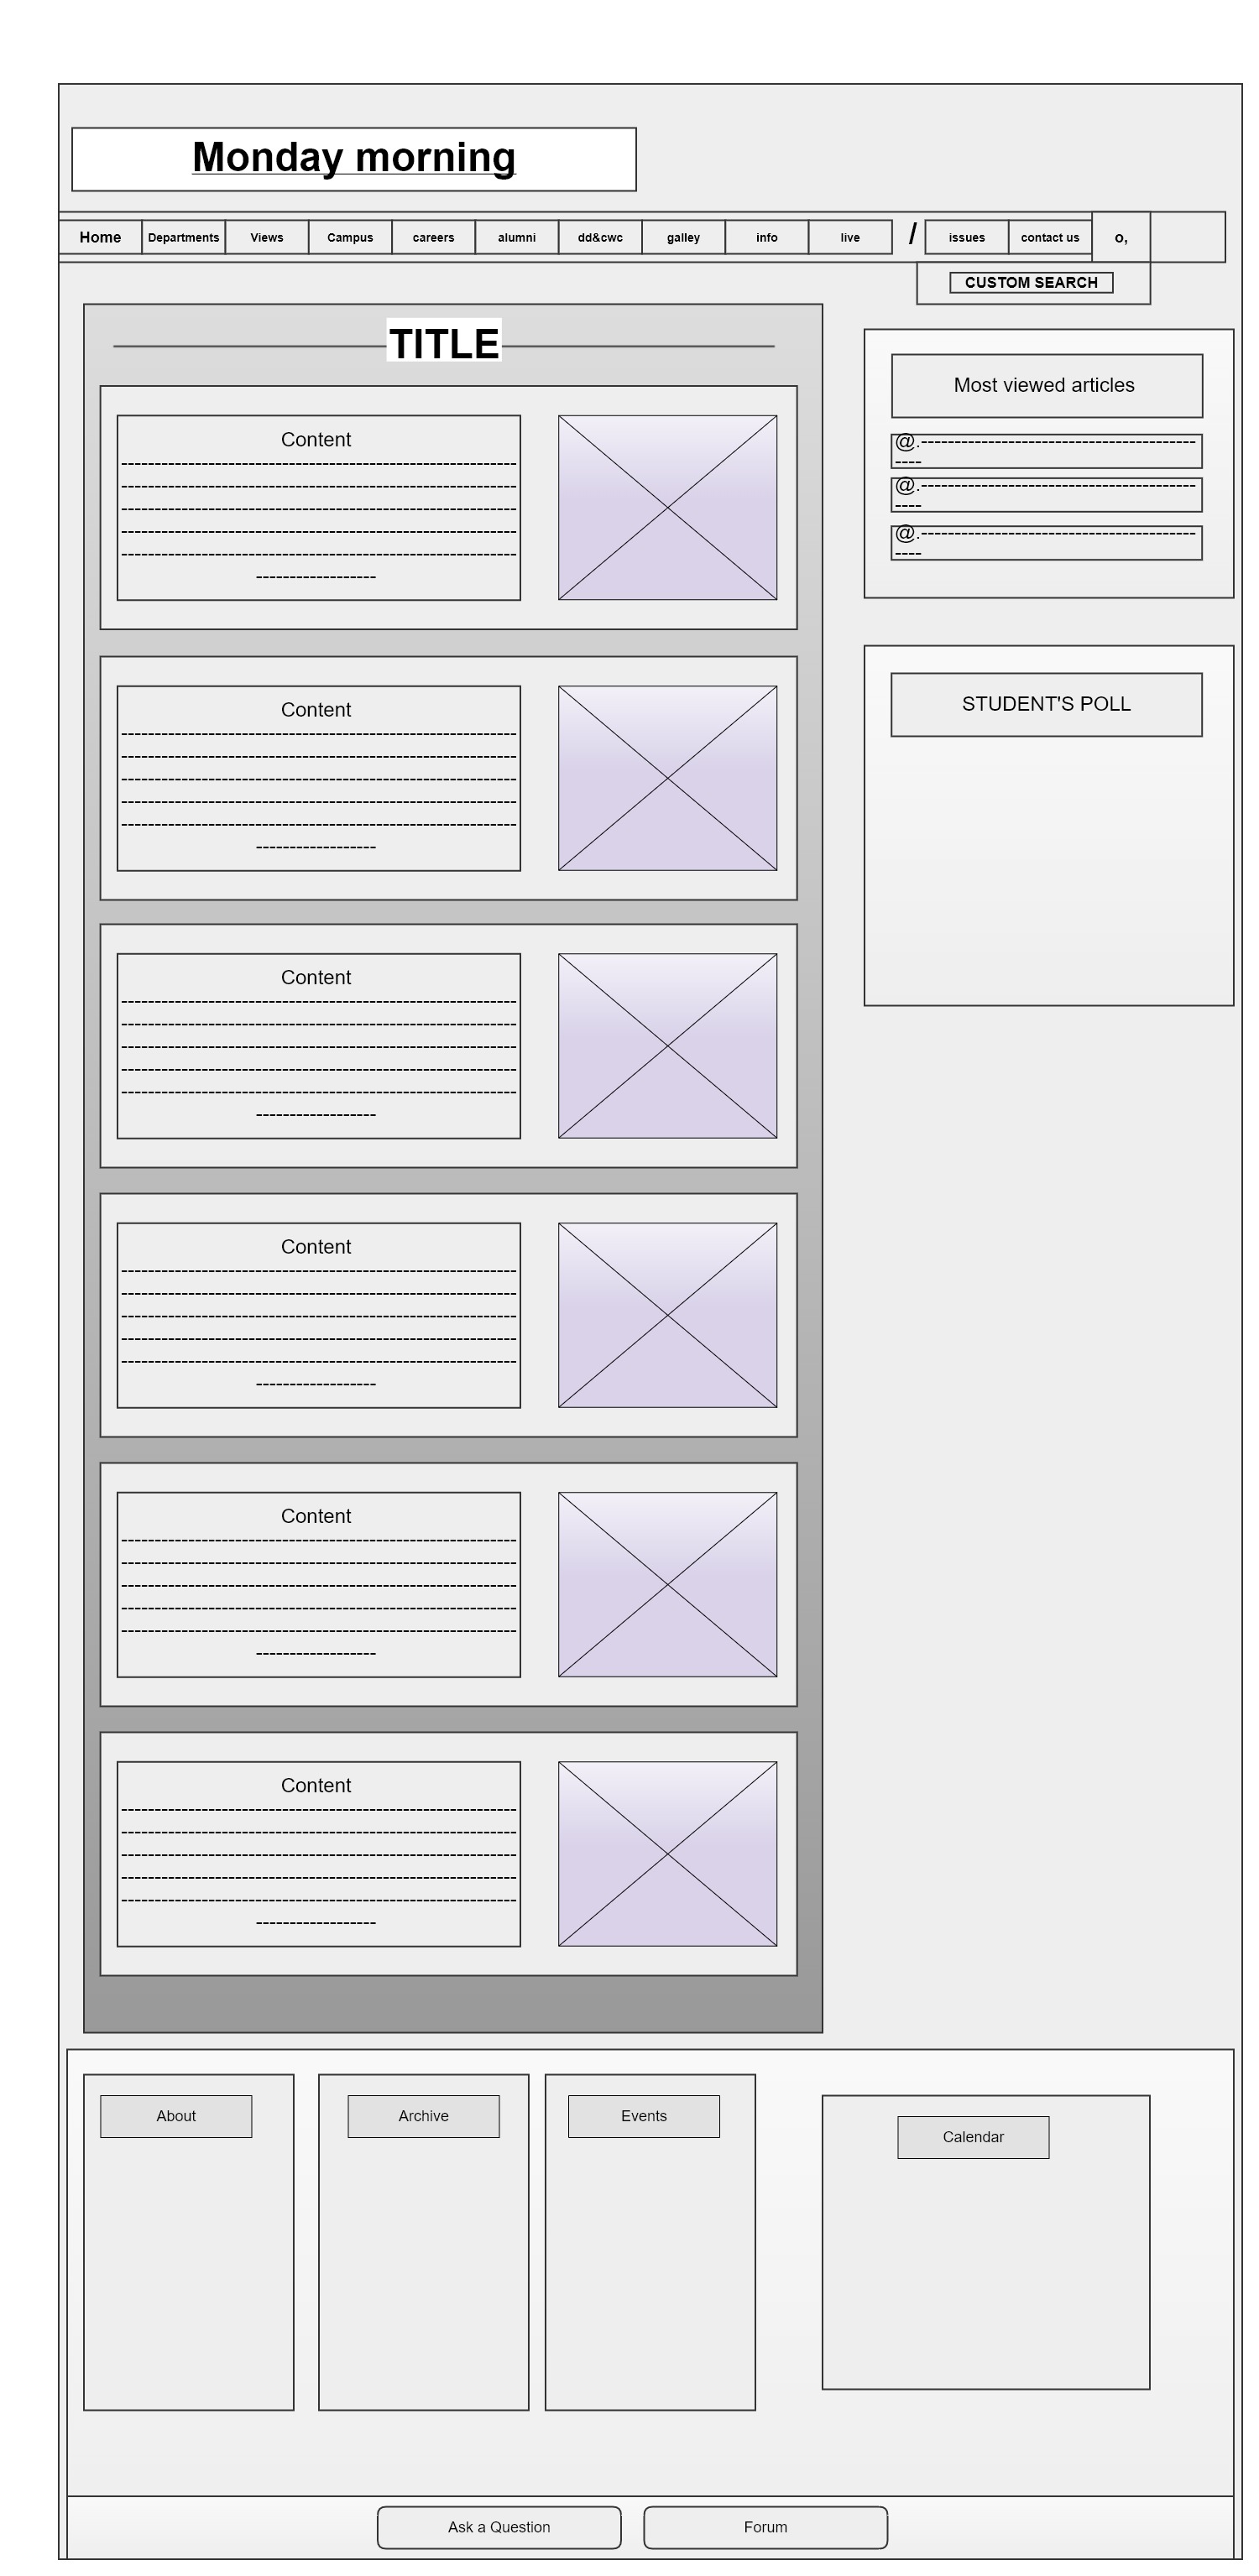 Monday morning
Home Departments Views Campus careers alumni dd&cwc galley info live / issues contact us o,
CUSTOM SEARCH
TITLE
Content
-----------------------------------------------------------
-----------------------------------------------------------
-----------------------------------------------------------
-----------------------------------------------------------
-----------------------------------------------------------
------------------
Content
-----------------------------------------------------------
-----------------------------------------------------------
-----------------------------------------------------------
-----------------------------------------------------------
-----------------------------------------------------------
------------------
Content
-----------------------------------------------------------
-----------------------------------------------------------
-----------------------------------------------------------
-----------------------------------------------------------
-----------------------------------------------------------
------------------
Content
-----------------------------------------------------------
-----------------------------------------------------------
-----------------------------------------------------------
-----------------------------------------------------------
-----------------------------------------------------------
------------------
Content
-----------------------------------------------------------
-----------------------------------------------------------
-----------------------------------------------------------
-----------------------------------------------------------
-----------------------------------------------------------
------------------
Content
-----------------------------------------------------------
-----------------------------------------------------------
-----------------------------------------------------------
-----------------------------------------------------------
-----------------------------------------------------------
------------------
Most viewed articles
@.-----------------------------------------
----
@.-----------------------------------------
----
@.-----------------------------------------
----
STUDENT'S POLL
About
Archive
Events
Calendar
Ask a Question
Forum